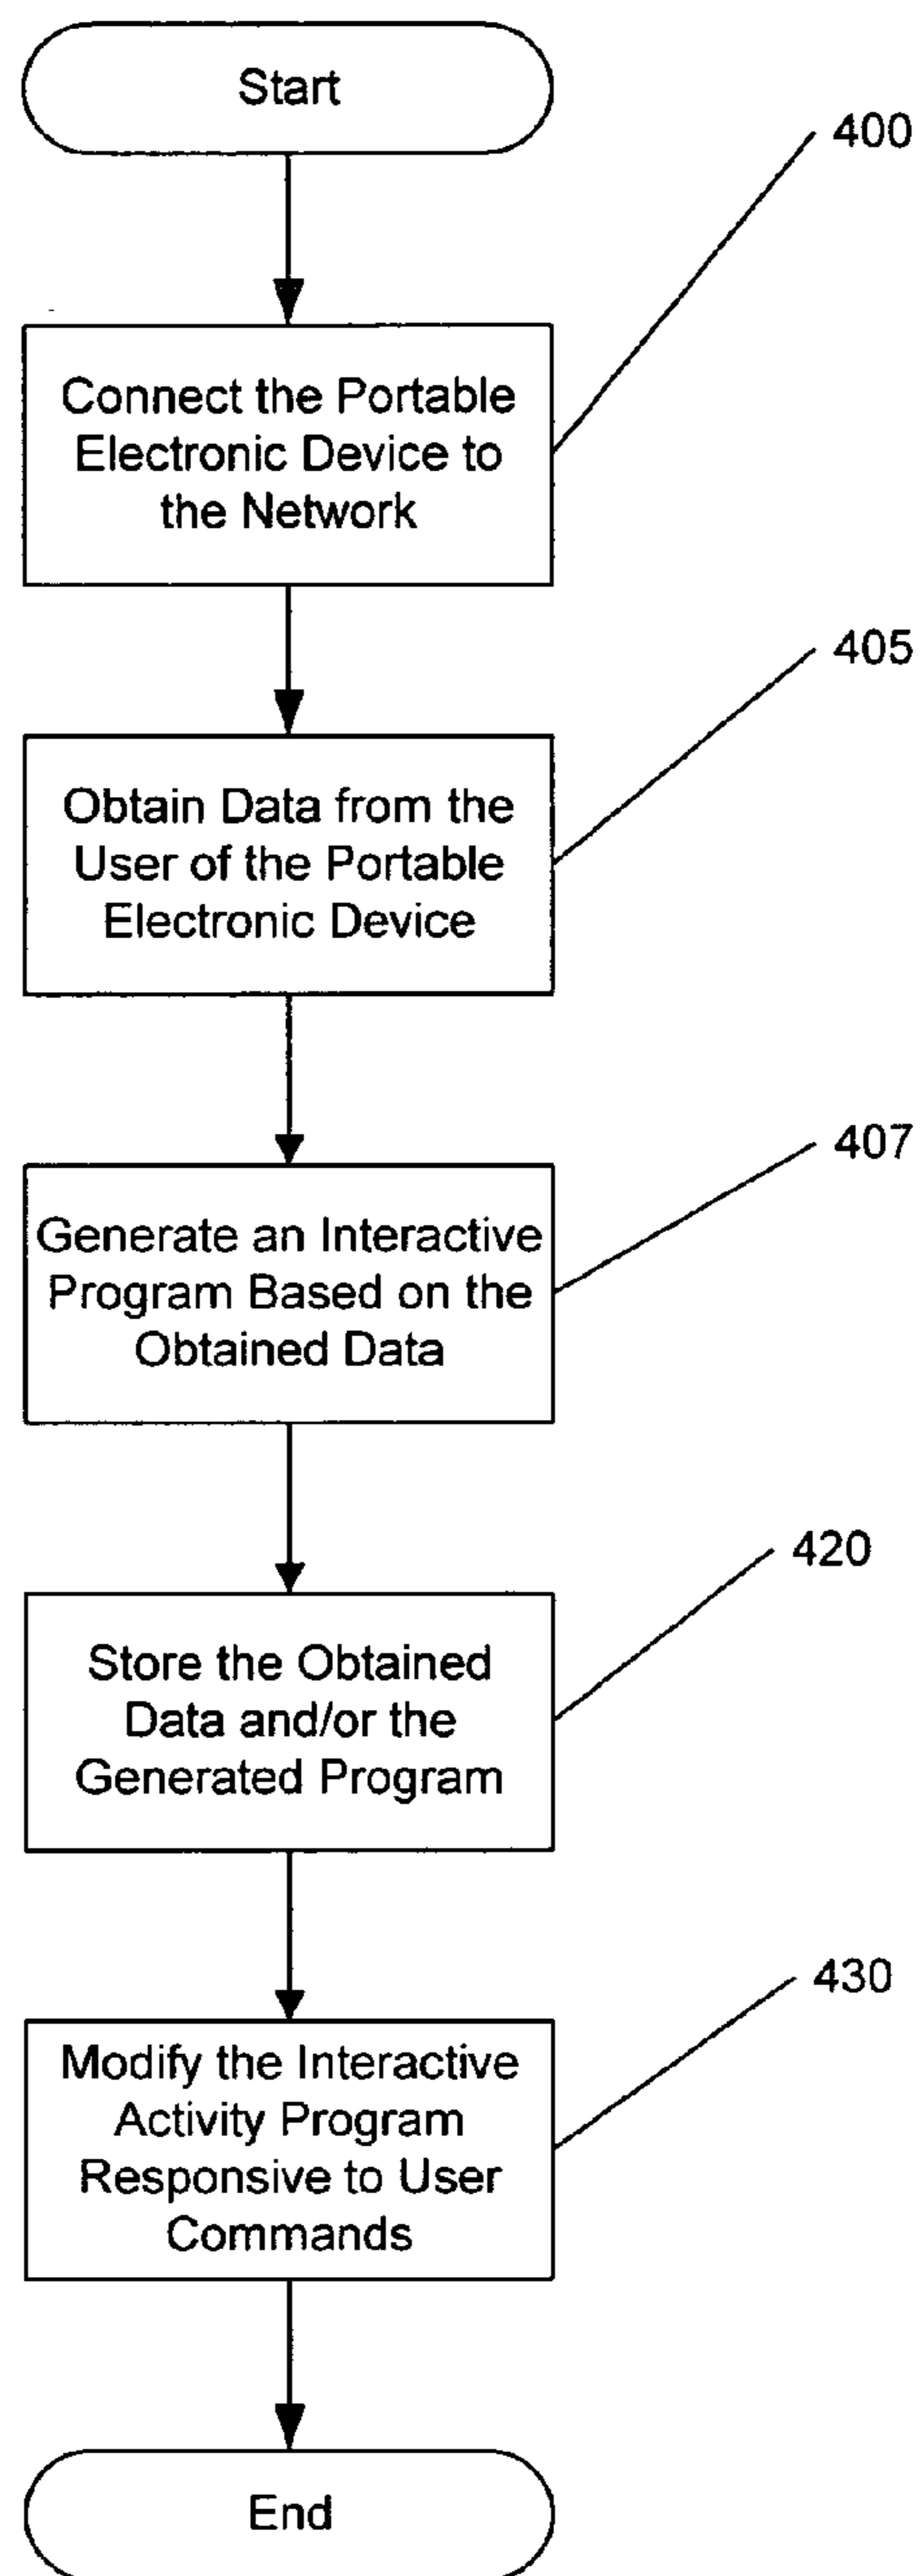 Start
400
Connect the Portable
Electronic Device to
the Network
405
Obtain Data from the
User of the Portable
Electronic Device
407
Generate an Interactive
Program Based on the
Obtained Data
420
Store the Obtained
Data and/or the
Generated Program
430
Modify the Interactive
Activity Program
Responsive to User
Commands
End